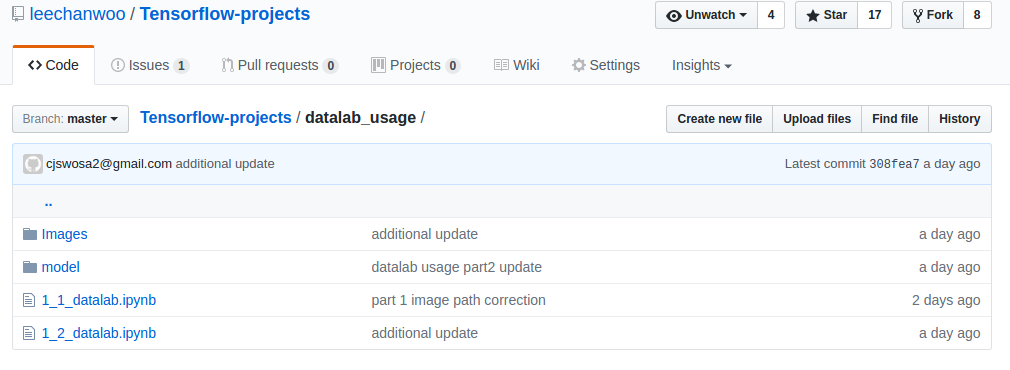 leechanwoo / Tensorflow-projects Unwatch 4 Star 17 Fork 8
Code Issues 1 Pull requests 0 Projects 0 Wiki Settings Insights
Branch: master Tensorflow-projects / datalab_usage / Create new file Upload files Find file History
cjswosa2@gmail.com additional update Latest commit 308fea7 a day ago
..
Images additional update a day ago
model datalab usage part2 update a day ago
1_1_datalab.ipynb part 1 image path correction 2 days ago
1_2_datalab.ipynb additional update a day ago